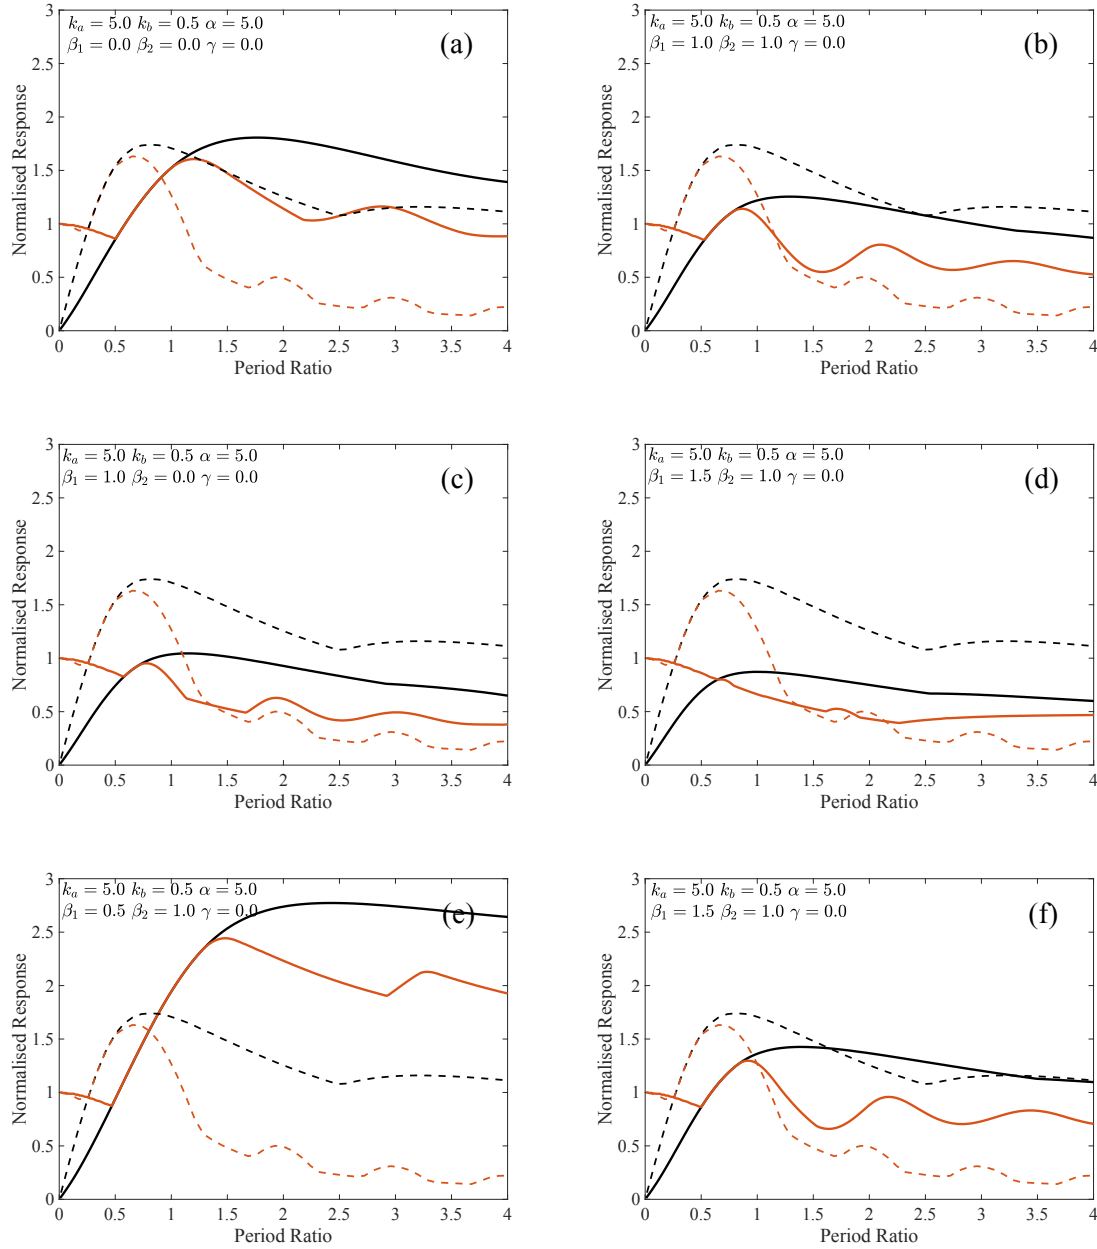 k_a = 5.0 k_b = 0.5 α = 5.0
β_1 = 0.0 β_2 = 0.0 γ = 0.0
(a)
3
2.5
2
1.5
1
0.5
0
Normalised Response
0 0.5 1 1.5 2 2.5 3 3.5 4
Period Ratio
k_a = 5.0 k_b = 0.5 α = 5.0
β_1 = 1.0 β_2 = 1.0 γ = 0.0
(b)
3
2.5
2
1.5
1
0.5
0
Normalised Response
0 0.5 1 1.5 2 2.5 3 3.5 4
Period Ratio
k_a = 5.0 k_b = 0.5 α = 5.0
β_1 = 1.0 β_2 = 0.0 γ = 0.0
(c)
3
2.5
2
1.5
1
0.5
0
Normalised Response
0 0.5 1 1.5 2 2.5 3 3.5 4
Period Ratio
k_a = 5.0 k_b = 0.5 α = 5.0
β_1 = 1.5 β_2 = 1.0 γ = 0.0
(d)
3
2.5
2
1.5
1
0.5
0
Normalised Response
0 0.5 1 1.5 2 2.5 3 3.5 4
Period Ratio
k_a = 5.0 k_b = 0.5 α = 5.0
β_1 = 0.5 β_2 = 1.0 γ = 0.0
(e)
3
2.5
2
1.5
1
0.5
0
Normalised Response
0 0.5 1 1.5 2 2.5 3 3.5 4
Period Ratio
k_a = 5.0 k_b = 0.5 α = 5.0
β_1 = 1.5 β_2 = 1.0 γ = 0.0
(f)
3
2.5
2
1.5
1
0.5
0
Normalised Response
0 0.5 1 1.5 2 2.5 3 3.5 4
Period Ratio